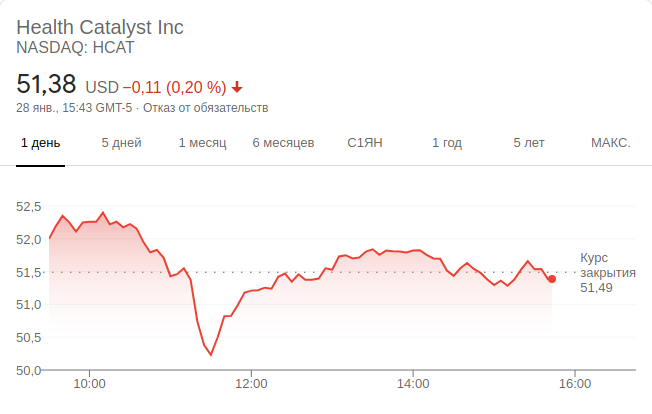 Health Catalyst Inc
NASDAQ: HCAT
51,38 USD −0,11 (0,20 %)
28 янв., 15:43 GMT-5 · Отказ от обязательств
1 день 5 дней 1 месяц 6 месяцев С1ЯН 1 год 5 лет МАКС.
52,5
52,0
51,5
51,0
50,5
50,0
Курс
закрытия
51,49
10:00 12:00 14:00 16:00